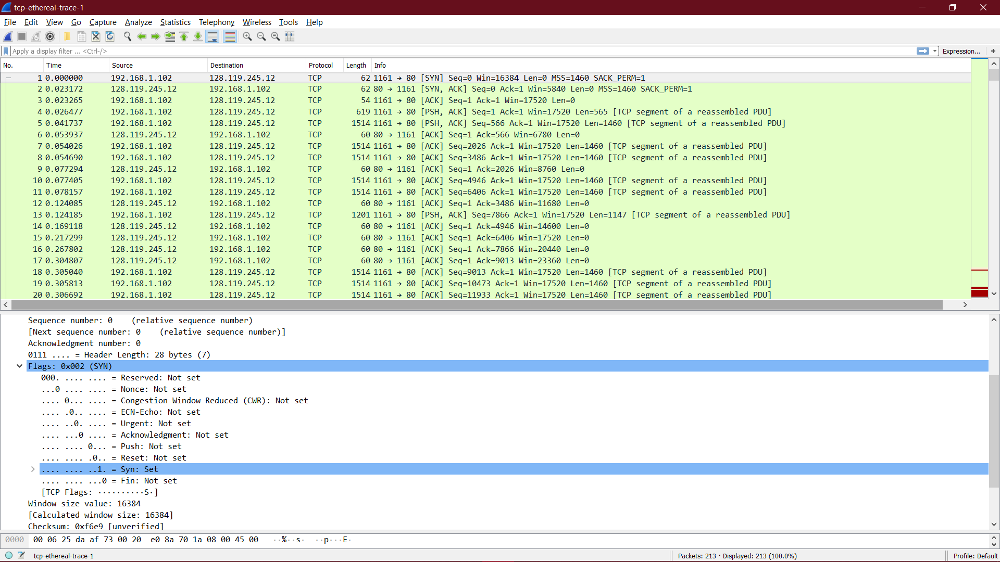 tcp-ethereal-trace-1
File Edit View Go Capture Analyze Statistics Telephony Wireless Tools Help
Apply a display filter ... <Ctrl-/> Expression... +
No. Time Source Destination Protocol Length Info
1 0.000000 192.168.1.102 128.119.245.12 TCP 62 1161 → 80 [SYN] Seq=0 Win=16384 Len=0 MSS=1460 SACK_PERM=1
2 0.023172 128.119.245.12 192.168.1.102 TCP 62 80 → 1161 [SYN, ACK] Seq=0 Ack=1 Win=5840 Len=0 MSS=1460 SACK_PERM=1
3 0.023265 192.168.1.102 128.119.245.12 TCP 54 1161 → 80 [ACK] Seq=1 Ack=1 Win=17520 Len=0
4 0.026477 192.168.1.102 128.119.245.12 TCP 619 1161 → 80 [PSH, ACK] Seq=1 Ack=1 Win=17520 Len=565 [TCP segment of a reassembled PDU]
5 0.041737 192.168.1.102 128.119.245.12 TCP 1514 1161 → 80 [PSH, ACK] Seq=566 Ack=1 Win=17520 Len=1460 [TCP segment of a reassembled PDU]
6 0.053937 128.119.245.12 192.168.1.102 TCP 60 80 → 1161 [ACK] Seq=1 Ack=566 Win=6780 Len=0
7 0.054026 192.168.1.102 128.119.245.12 TCP 1514 1161 → 80 [ACK] Seq=2026 Ack=1 Win=17520 Len=1460 [TCP segment of a reassembled PDU]
8 0.054690 192.168.1.102 128.119.245.12 TCP 1514 1161 → 80 [ACK] Seq=3486 Ack=1 Win=17520 Len=1460 [TCP segment of a reassembled PDU]
9 0.077294 128.119.245.12 192.168.1.102 TCP 60 80 → 1161 [ACK] Seq=1 Ack=2026 Win=8760 Len=0
10 0.077405 192.168.1.102 128.119.245.12 TCP 1514 1161 → 80 [ACK] Seq=4946 Ack=1 Win=17520 Len=1460 [TCP segment of a reassembled PDU]
11 0.078157 192.168.1.102 128.119.245.12 TCP 1514 1161 → 80 [ACK] Seq=6406 Ack=1 Win=17520 Len=1460 [TCP segment of a reassembled PDU]
12 0.124085 128.119.245.12 192.168.1.102 TCP 60 80 → 1161 [ACK] Seq=1 Ack=3486 Win=11680 Len=0
13 0.124185 192.168.1.102 128.119.245.12 TCP 1201 1161 → 80 [PSH, ACK] Seq=7866 Ack=1 Win=17520 Len=1147 [TCP segment of a reassembled PDU]
14 0.169118 128.119.245.12 192.168.1.102 TCP 60 80 → 1161 [ACK] Seq=1 Ack=4946 Win=14600 Len=0
15 0.217299 128.119.245.12 192.168.1.102 TCP 60 80 → 1161 [ACK] Seq=1 Ack=6406 Win=17520 Len=0
16 0.267802 128.119.245.12 192.168.1.102 TCP 60 80 → 1161 [ACK] Seq=1 Ack=7866 Win=20440 Len=0
17 0.304807 128.119.245.12 192.168.1.102 TCP 60 80 → 1161 [ACK] Seq=1 Ack=9013 Win=23360 Len=0
18 0.305040 192.168.1.102 128.119.245.12 TCP 1514 1161 → 80 [ACK] Seq=9013 Ack=1 Win=17520 Len=1460 [TCP segment of a reassembled PDU]
19 0.305813 192.168.1.102 128.119.245.12 TCP 1514 1161 → 80 [ACK] Seq=10473 Ack=1 Win=17520 Len=1460 [TCP segment of a reassembled PDU]
20 0.306692 192.168.1.102 128.119.245.12 TCP 1514 1161 → 80 [ACK] Seq=11933 Ack=1 Win=17520 Len=1460 [TCP segment of a reassembled PDU]
Sequence number: 0 (relative sequence number)
[Next sequence number: 0 (relative sequence number)]
Acknowledgment number: 0
0111 .... = Header Length: 28 bytes (7)
Flags: 0x002 (SYN)
000. .... .... = Reserved: Not set
...0 .... .... = Nonce: Not set
.... 0... .... = Congestion Window Reduced (CWR): Not set
.... .0.. .... = ECN-Echo: Not set
.... ..0. .... = Urgent: Not set
.... ...0 .... = Acknowledgment: Not set
.... .... 0... = Push: Not set
.... .... .0.. = Reset: Not set
.... .... ..1. = Syn: Set
.... .... ...0 = Fin: Not set
[TCP Flags: ··········S·]
Window size value: 16384
[Calculated window size: 16384]
Checksum: 0xf6e9 [unverified]
0000 00 06 25 da af 73 00 20 e0 8a 70 1a 08 00 45 00 ··%··s· ··p···E·
tcp-ethereal-trace-1 Packets: 213 · Displayed: 213 (100.0%) Profile: Default